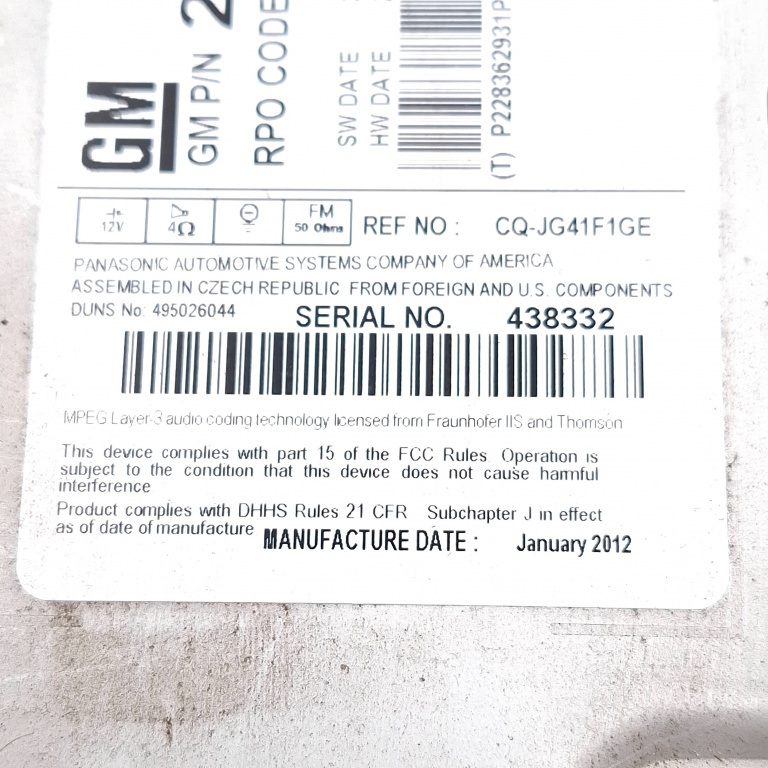 GM
GM P/N 2
RPO CODE
SW DATE
HW DATE
(T) P228362931P
12V
4Ω
FM
50 Ohms
REF NO : CQ-JG41F1GE
PANASONIC AUTOMOTIVE SYSTEMS COMPANY OF AMERICA
ASSEMBLED IN CZECH REPUBLIC FROM FOREIGN AND U.S. COMPONENTS
DUNS No: 495026044
SERIAL NO. 438332
MPEG Layer-3 audio coding technology licensed from Fraunhofer IIS and Thomson
This device complies with part 15 of the FCC Rules Operation is
subject to the condition that this device does not cause harmful
interference
Product complies with DHHS Rules 21 CFR Subchapter J in effect
as of date of manufacture
MANUFACTURE DATE : January 2012